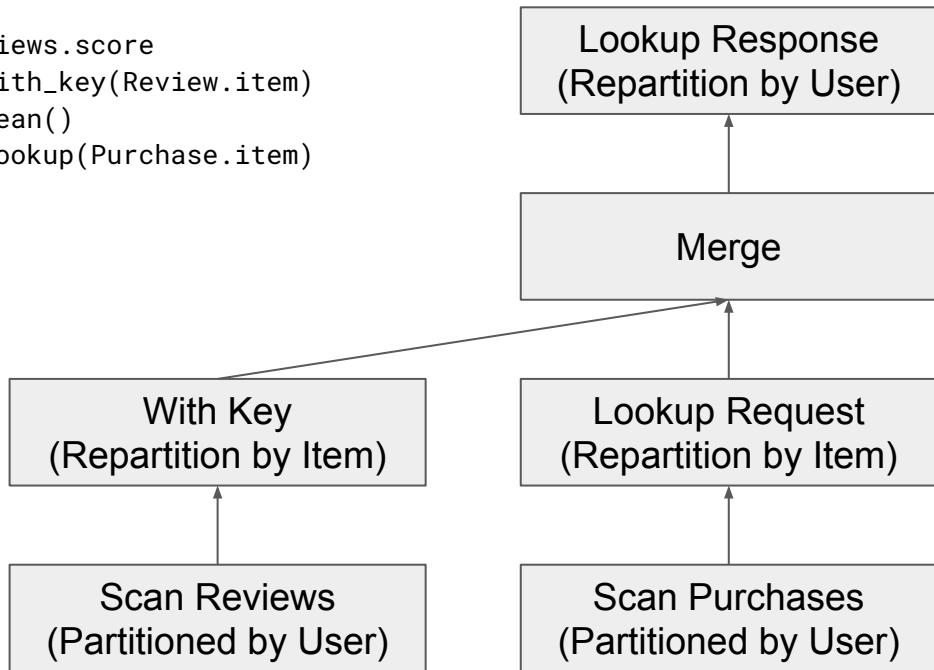 iews.score
ith_key(Review.item)
ean()
ookup(Purchase.item)
Lookup Response
(Repartition by User)
Merge
With Key
(Repartition by Item)
Lookup Request
(Repartition by Item)
Scan Reviews
(Partitioned by User)
Scan Purchases
(Partitioned by User)